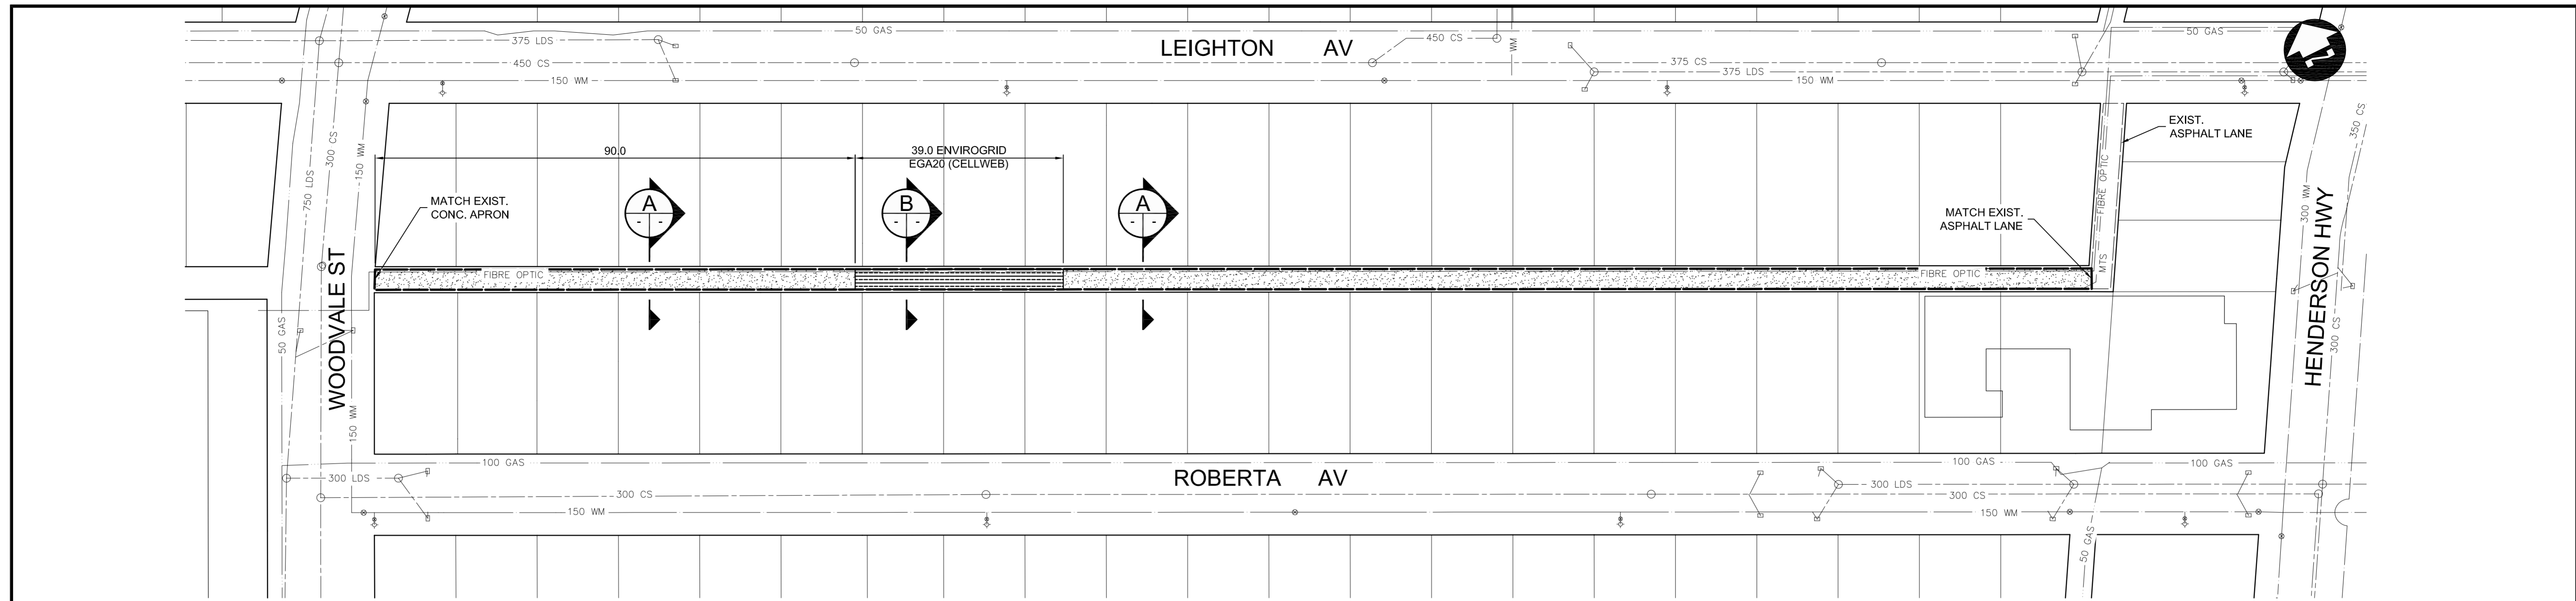 50 GAS
375 LDS
LEIGHTON AV
450 CS
WM
50 GAS
450 CS
375 CS
375 LDS
150 WM
150 WM
150 WM
750 LDS
300 CS
150 WM
90.0
39.0 ENVIROGRID
EGA20 (CELLWEB)
EXIST.
ASPHALT LANE
350 CS
FIBRE OPTIC
MTS
300 WM
MATCH EXIST.
CONC. APRON
A
- -
B
- -
A
- -
MATCH EXIST.
ASPHALT LANE
FIBRE OPTIC
FIBRE OPTIC
WOODVALE ST
HENDERSON HWY
50 GAS
300 CS
150 WM
100 GAS
100 GAS
100 GAS
300 LDS
ROBERTA AV
300 LDS
300 CS
300 CS
150 WM
150 WM
50 GAS